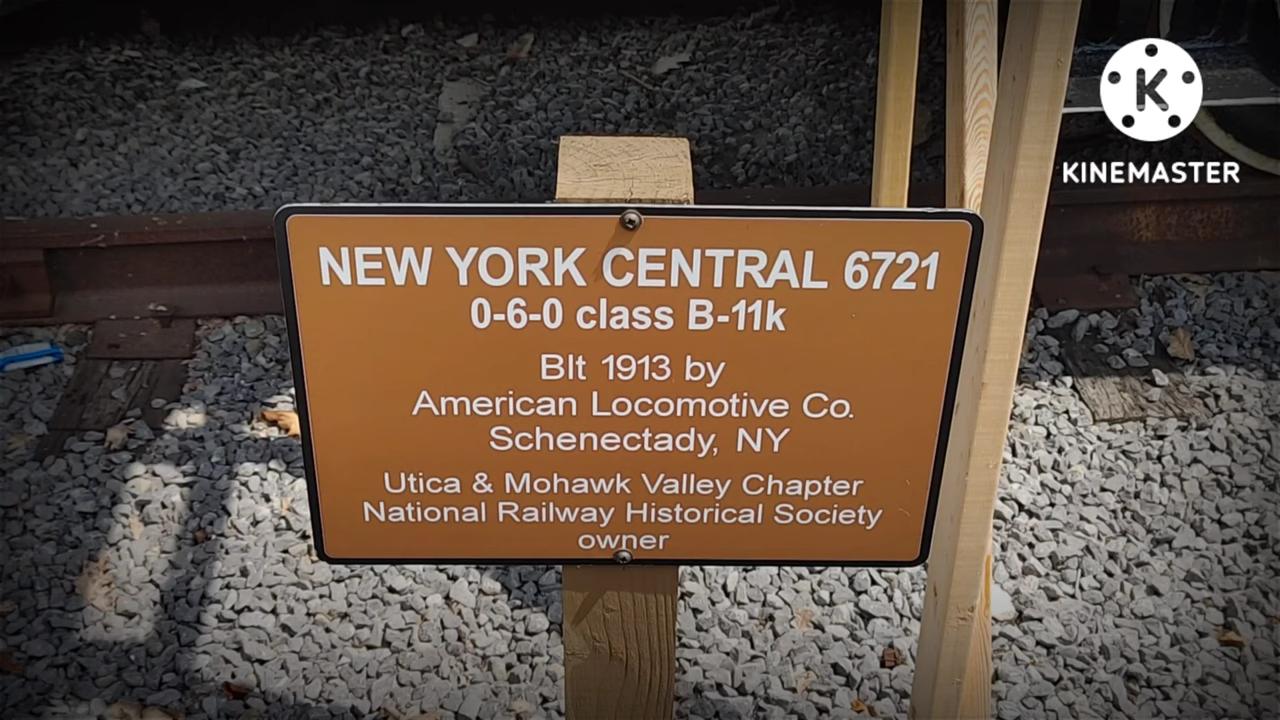 K
KINEMASTER
NEW YORK CENTRAL 6721
0-6-0 class B-11k
Blt 1913 by
American Locomotive Co.
Schenectady, NY
Utica & Mohawk Valley Chapter
National Railway Historical Society
owner